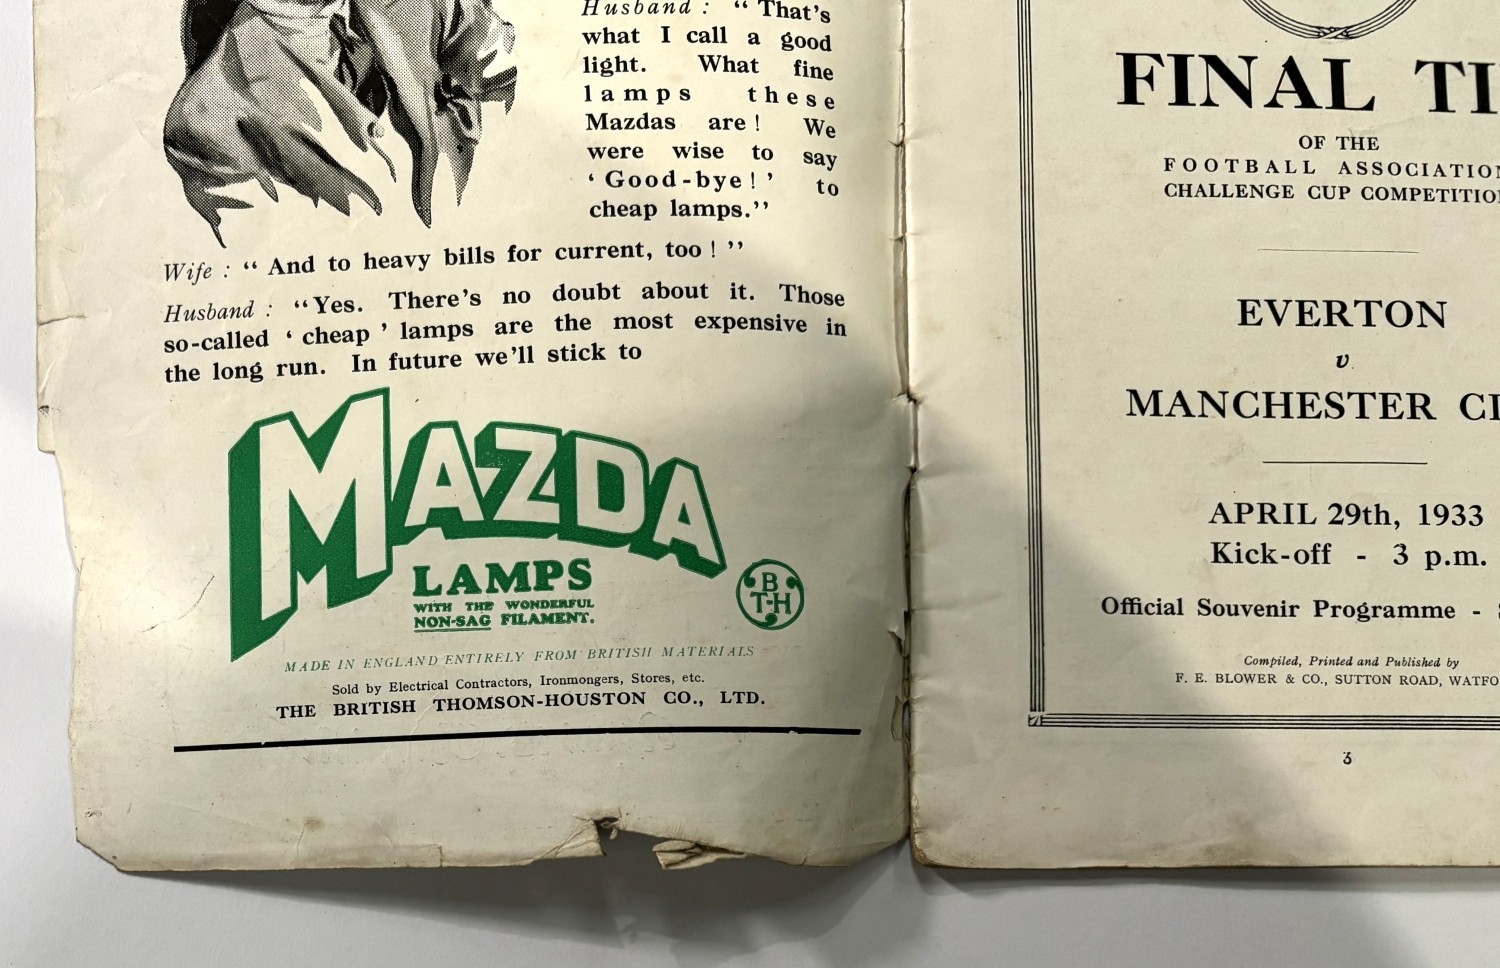 Husband : “ That’s
what I call a good
light. What fine
lamps these
Mazdas are ! We
were wise to say
‘ Good-bye ! ’ to
cheap lamps.”
Wife : “ And to heavy bills for current, too ! ”
Husband : “Yes. There’s no doubt about it. Those
so-called ‘ cheap ’ lamps are the most expensive in
the long run. In future we’ll stick to
MAZDA
LAMPS
WITH THE WONDERFUL
NON-SAG FILAMENT.
B
T-H
MADE IN ENGLAND ENTIRELY FROM BRITISH MATERIALS
Sold by Electrical Contractors, Ironmongers, Stores, etc.
THE BRITISH THOMSON-HOUSTON CO., LTD.
FINAL TI
OF THE
FOOTBALL ASSOCIATION
CHALLENGE CUP COMPETITION
EVERTON
v
MANCHESTER CI
APRIL 29th, 1933
Kick-off - 3 p.m.
Official Souvenir Programme -
Compiled, Printed and Published by
F. E. BLOWER & CO., SUTTON ROAD, WATFO
3